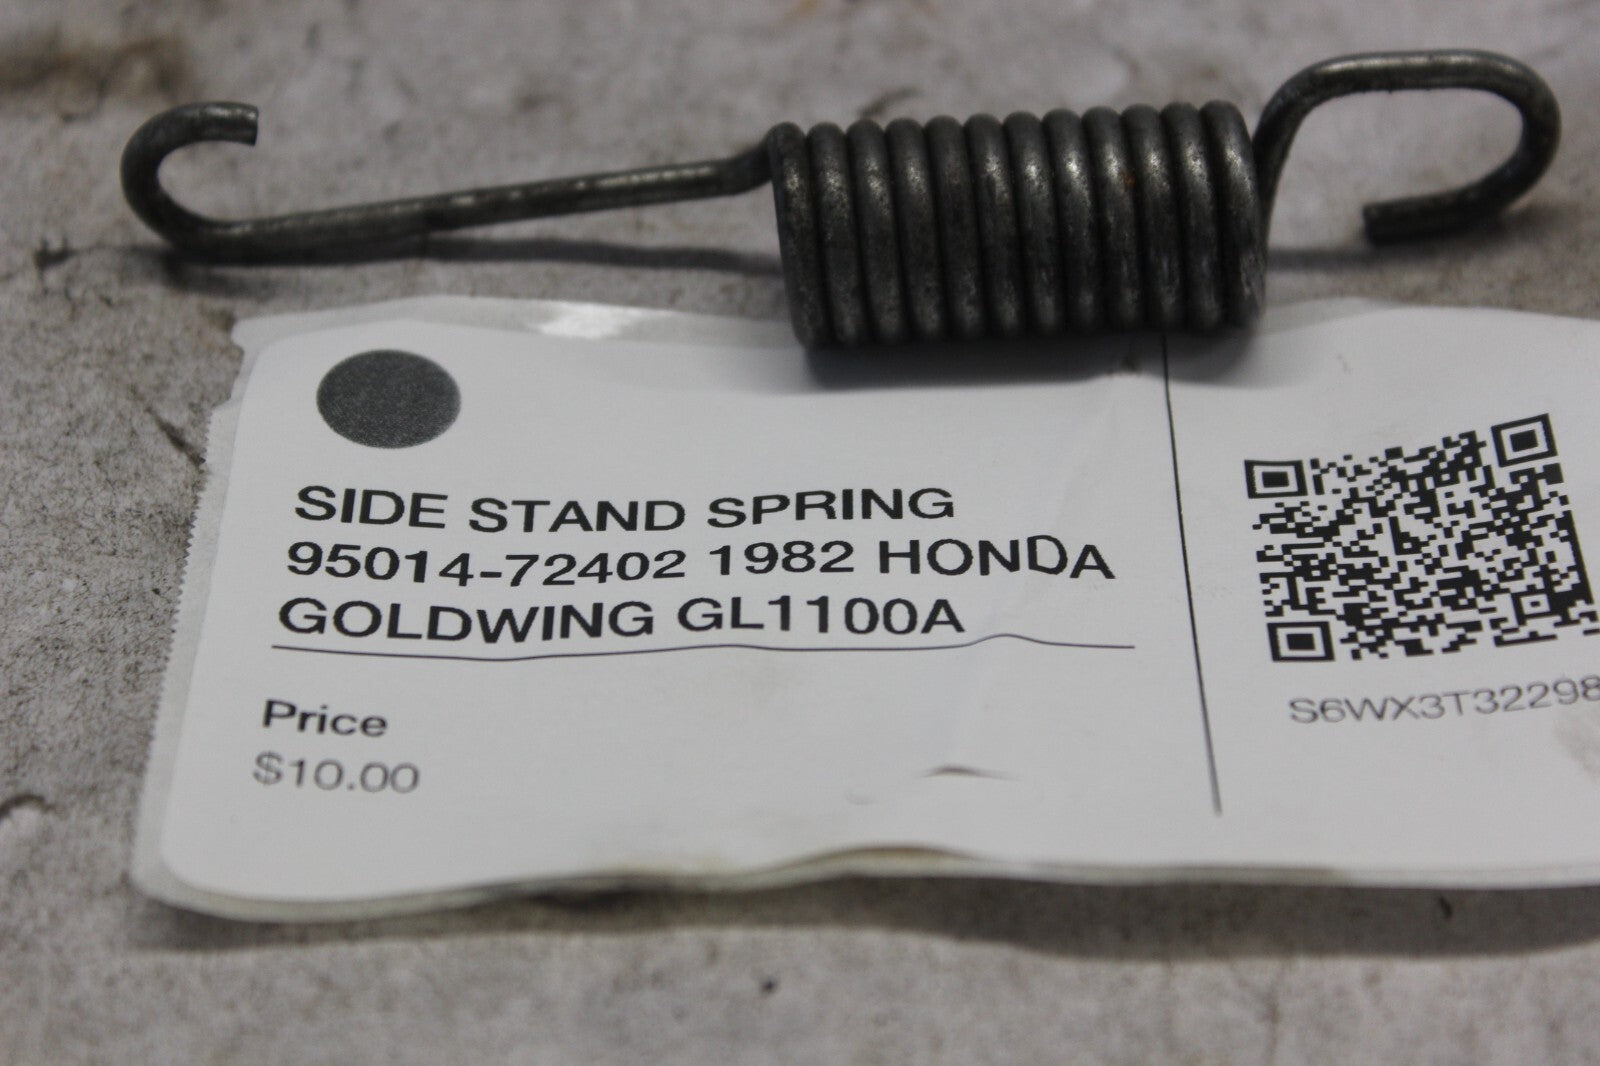 SIDE STAND SPRING
95014-72402 1982 HONDA
GOLDWING GL1100A
Price
$10.00
S6WX3T32298